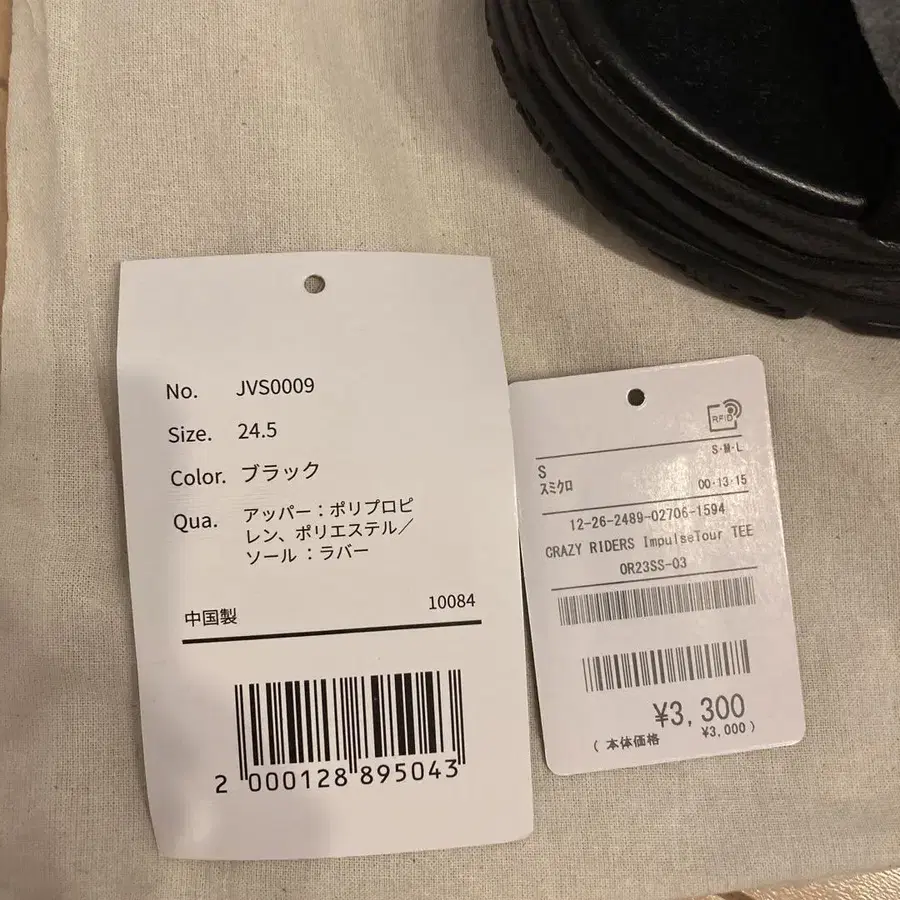 No. JVS0009
Size. 24.5
Color. ブラック
Qua. アッパー：ポリプロピ
レン、ポリエステル／
ソール ：ラバー
中国製 10084
2 000128 895043
RFID
S・M・L
S
スミクロ 00・13・15
12-26-2489-02706-1594
CRAZY RIDERS ImpulseTour TEE
OR23SS-03
¥3,300
( 本体価格 ¥3,000 )